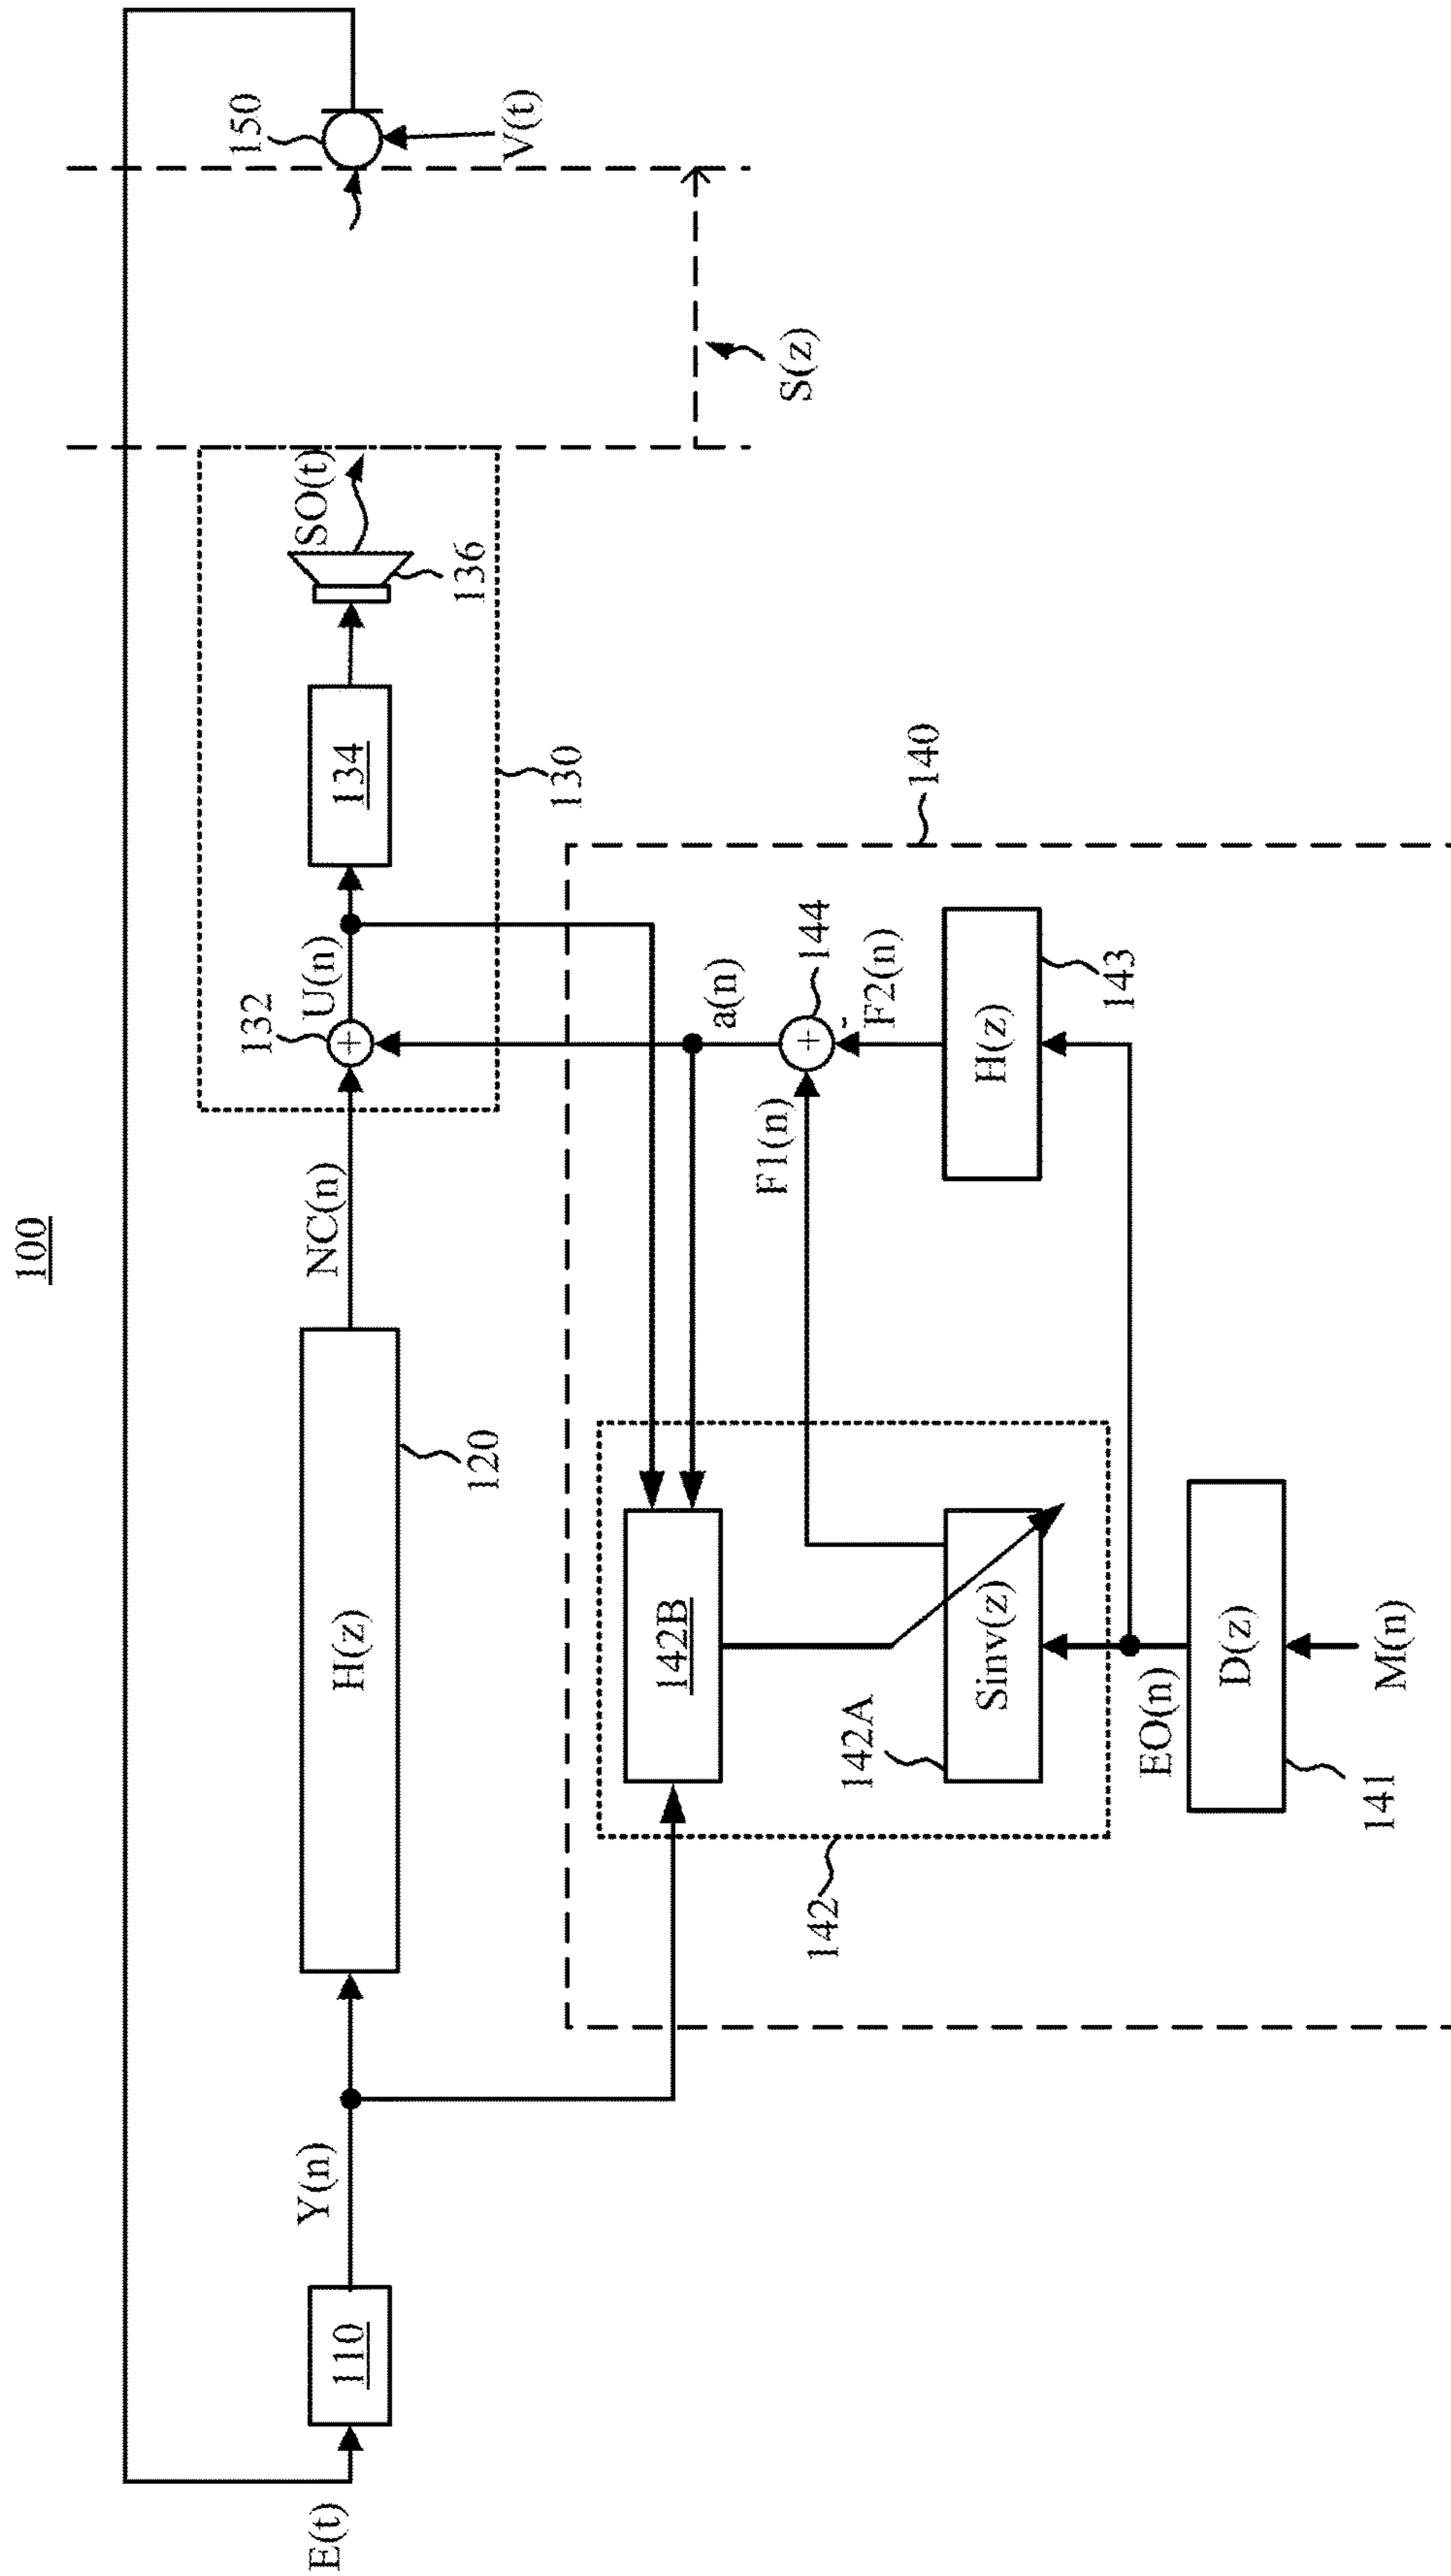 100
E(t)
110
Y(n)
H(z)
120
NC(n)
132
U(n)
134
SO(t)
136
130
150
V(t)
S(z)
140
142B
142A
Sinv(z)
142
F1(n)
a(n)
144
-
F2(n)
H(z)
143
EO(n)
D(z)
141
M(n)
+
+